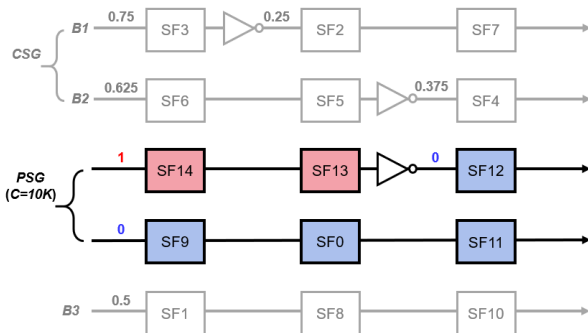 B1 0.75 SF3 0.25 SF2 SF7
CSG
B2 0.625 SF6 SF5 0.375 SF4
1 SF14 SF13 0 SF12
PSG
(C=10K)
0 SF9 SF0 SF11
B3 0.5 SF1 SF8 SF10